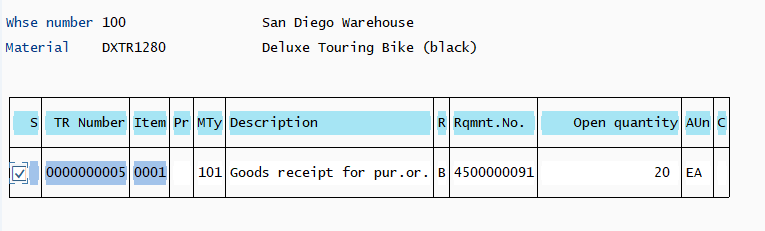 Whse number 100 San Diego Warehouse
Material DXTR1280 Deluxe Touring Bike (black)
S TR Number Item Pr MTy Description R Rqmnt.No. Open quantity AUn C
0000000005 0001 101 Goods receipt for pur.or. B 4500000091 20 EA